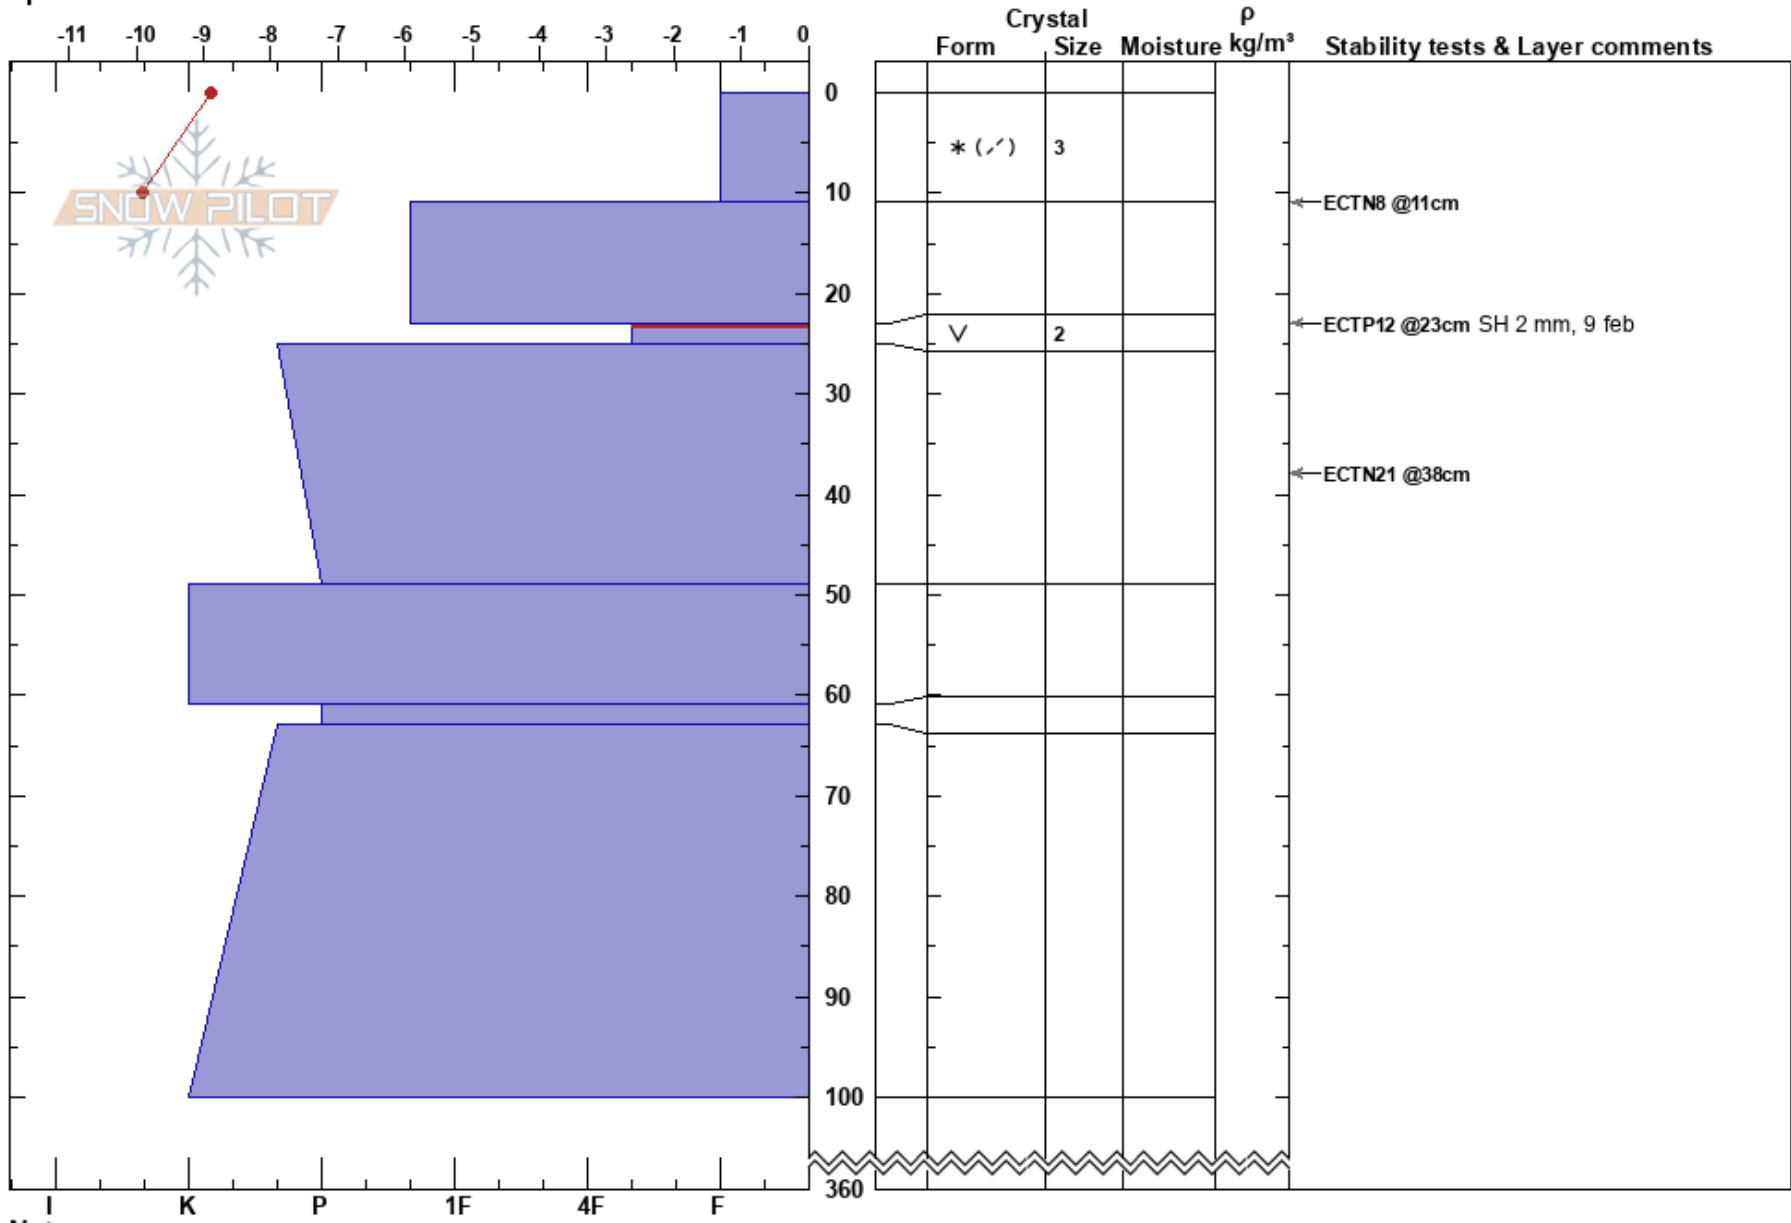 Crystal ρ
Form Size Moisture kg/m³ Stability tests & Layer comments
-11 -10 -9 -8 -7 -6 -5 -4 -3 -2 -1 0
0
* (⟋) 3
10
SNOW PILOT
ECTN8 @11cm
20
ECTP12 @23cm SH 2 mm, 9 feb
V 2
30
ECTN21 @38cm
40
50
60
70
80
90
100
360
I K P 1F 4F F